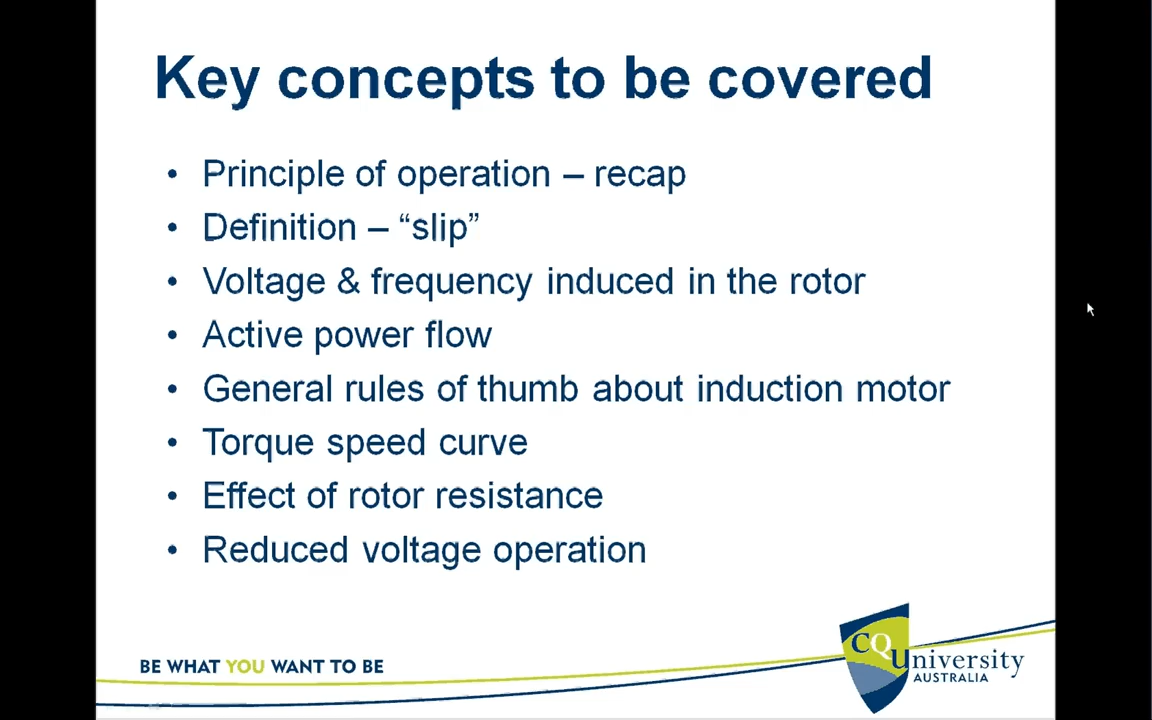 Key concepts to be covered
• Principle of operation – recap
• Definition – “slip”
• Voltage & frequency induced in the rotor
• Active power flow
• General rules of thumb about induction motor
• Torque speed curve
• Effect of rotor resistance
• Reduced voltage operation
BE WHAT YOU WANT TO BE
CQUniversity
AUSTRALIA